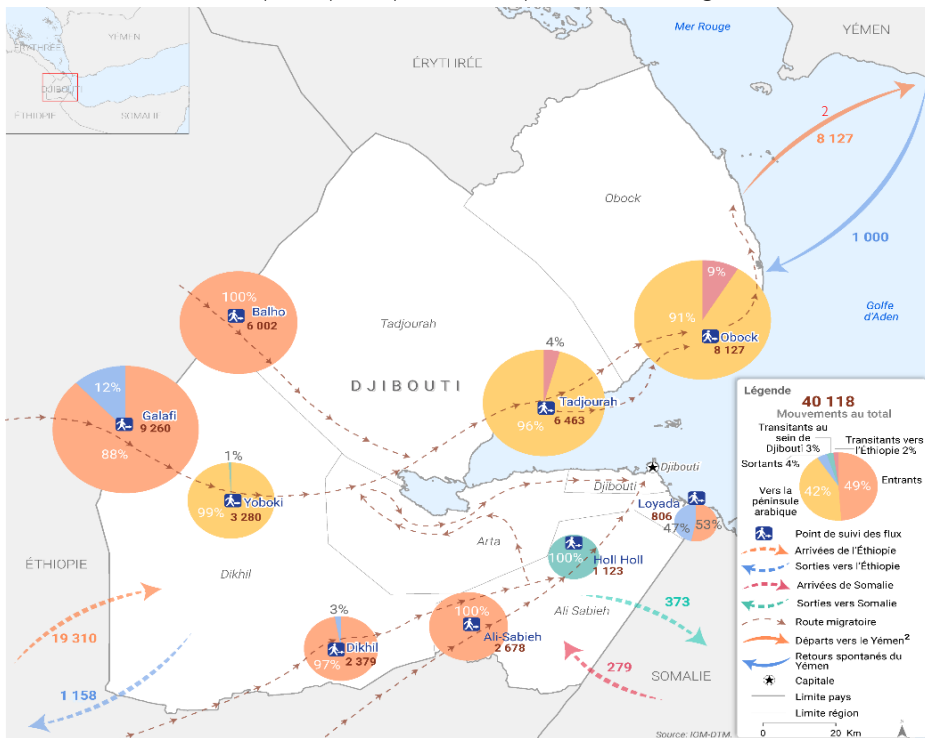 Mer Rouge
YÉMEN
ÉRYTHRÉE
YÉMEN
DJIBOUTI
ÉTHIOPIE
SOMALIE
ÉRYTHRÉE
2
8 127
1 000
Obock
Golfe
d'Aden
100%
Balho
6 002
Tadjourah
9%
91%
Obock
8 127
12%
Galafi
9 260
88%
DJIBOUTI
4%
Tadjourah
6 463
96%
1%
Yoboki
3 280
99%
Djibouti
Djibouti
Loyada
806
47%
53%
Arta
Holl Holl
100%
1 123
ÉTHIOPIE
Dikhil
Ali Sabieh
373
19 310
3%
Dikhil
97%
2 379
100%
Ali-Sabieh
2 678
279
SOMALIE
1 158
Légende
40 118
Mouvements au total
Transitants au
sein de
Djibouti 3%
Transitants vers
l'Éthiopie 2%
Sortants 4%
42%
49%
Entrants
Vers la
péninsule
arabique
Point de suivi des flux
Arrivées de l'Éthiopie
Sorties vers l'Éthiopie
Arrivées de Somalie
Sorties vers Somalie
Route migratoire
Départs vers le Yémen²
Retours spontanés du
Yémen
Capitale
Limite pays
Limite région
0 20 Km
Source: IOM-DTM.